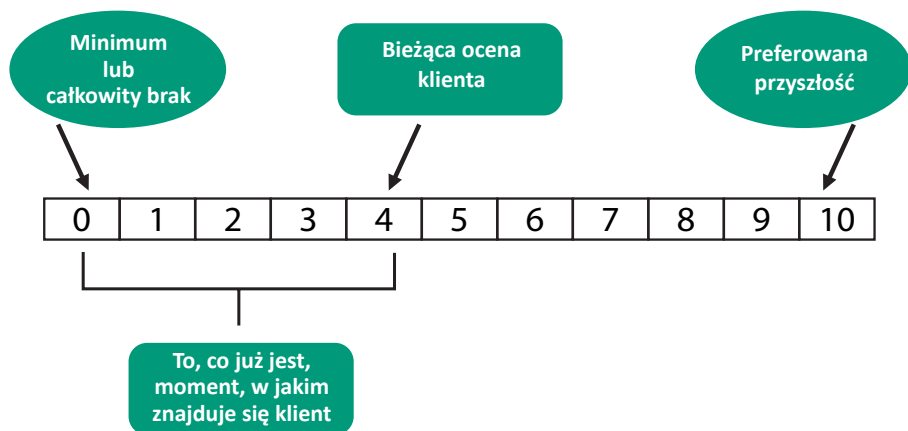 Minimum
lub
całkowity brak
Bieżąca ocena
klienta
Preferowana
przyszłość
0 1 2 3 4 5 6 7 8 9 10
To, co już jest,
moment, w jakim
znajduje się klient